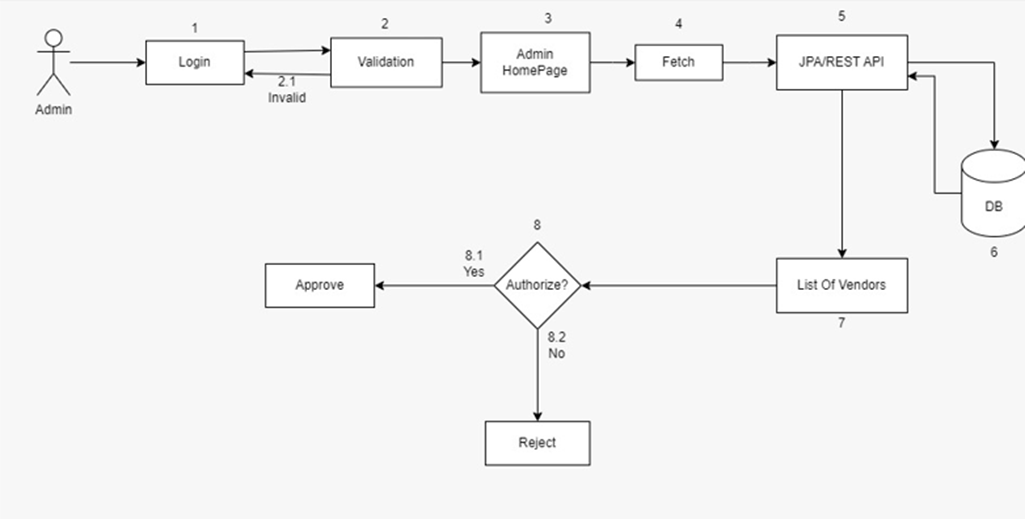 1
2
3
4
5
Login
Validation
Admin
HomePage
Fetch
JPA/REST API
2.1
Invalid
Admin
DB
6
8
8.1
Yes
Approve
Authorize?
List Of Vendors
7
8.2
No
Reject